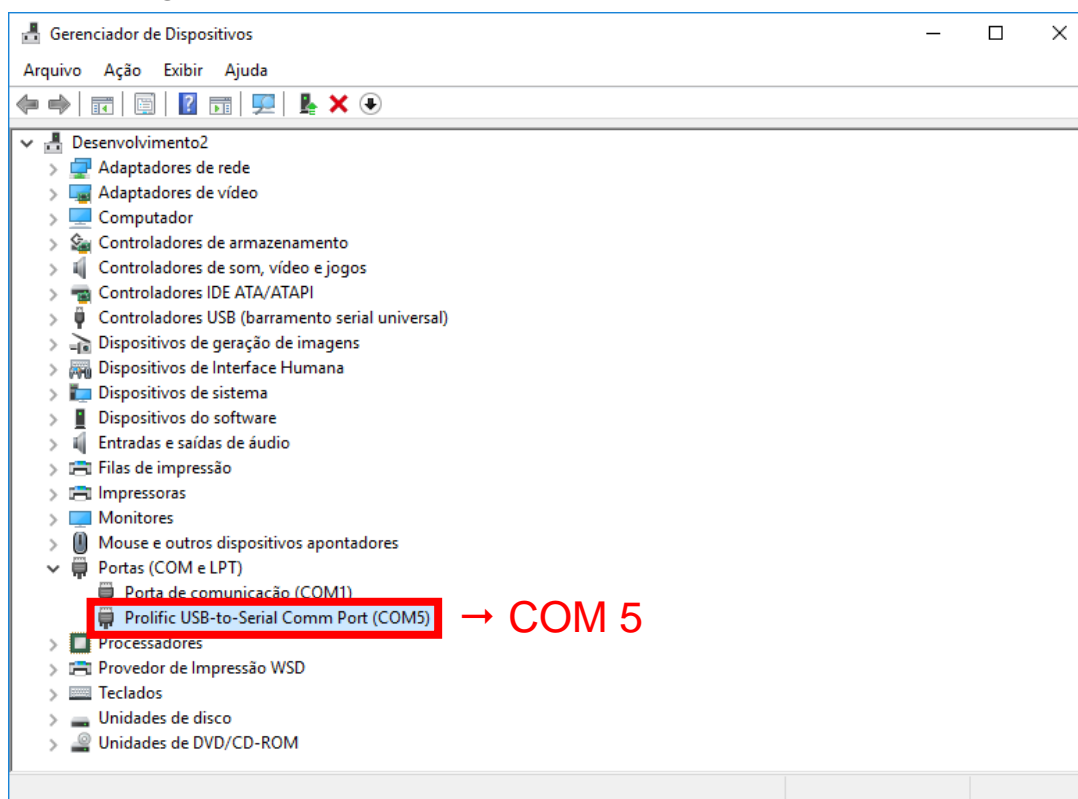 Gerenciador de Dispositivos
Arquivo Ação Exibir Ajuda
Desenvolvimento2
Adaptadores de rede
Adaptadores de vídeo
Computador
Controladores de armazenamento
Controladores de som, vídeo e jogos
Controladores IDE ATA/ATAPI
Controladores USB (barramento serial universal)
Dispositivos de geração de imagens
Dispositivos de Interface Humana
Dispositivos de sistema
Dispositivos do software
Entradas e saídas de áudio
Filas de impressão
Impressoras
Monitores
Mouse e outros dispositivos apontadores
Portas (COM e LPT)
Porta de comunicação (COM1)
Prolific USB-to-Serial Comm Port (COM5) → COM 5
Processadores
Provedor de Impressão WSD
Teclados
Unidades de disco
Unidades de DVD/CD-ROM